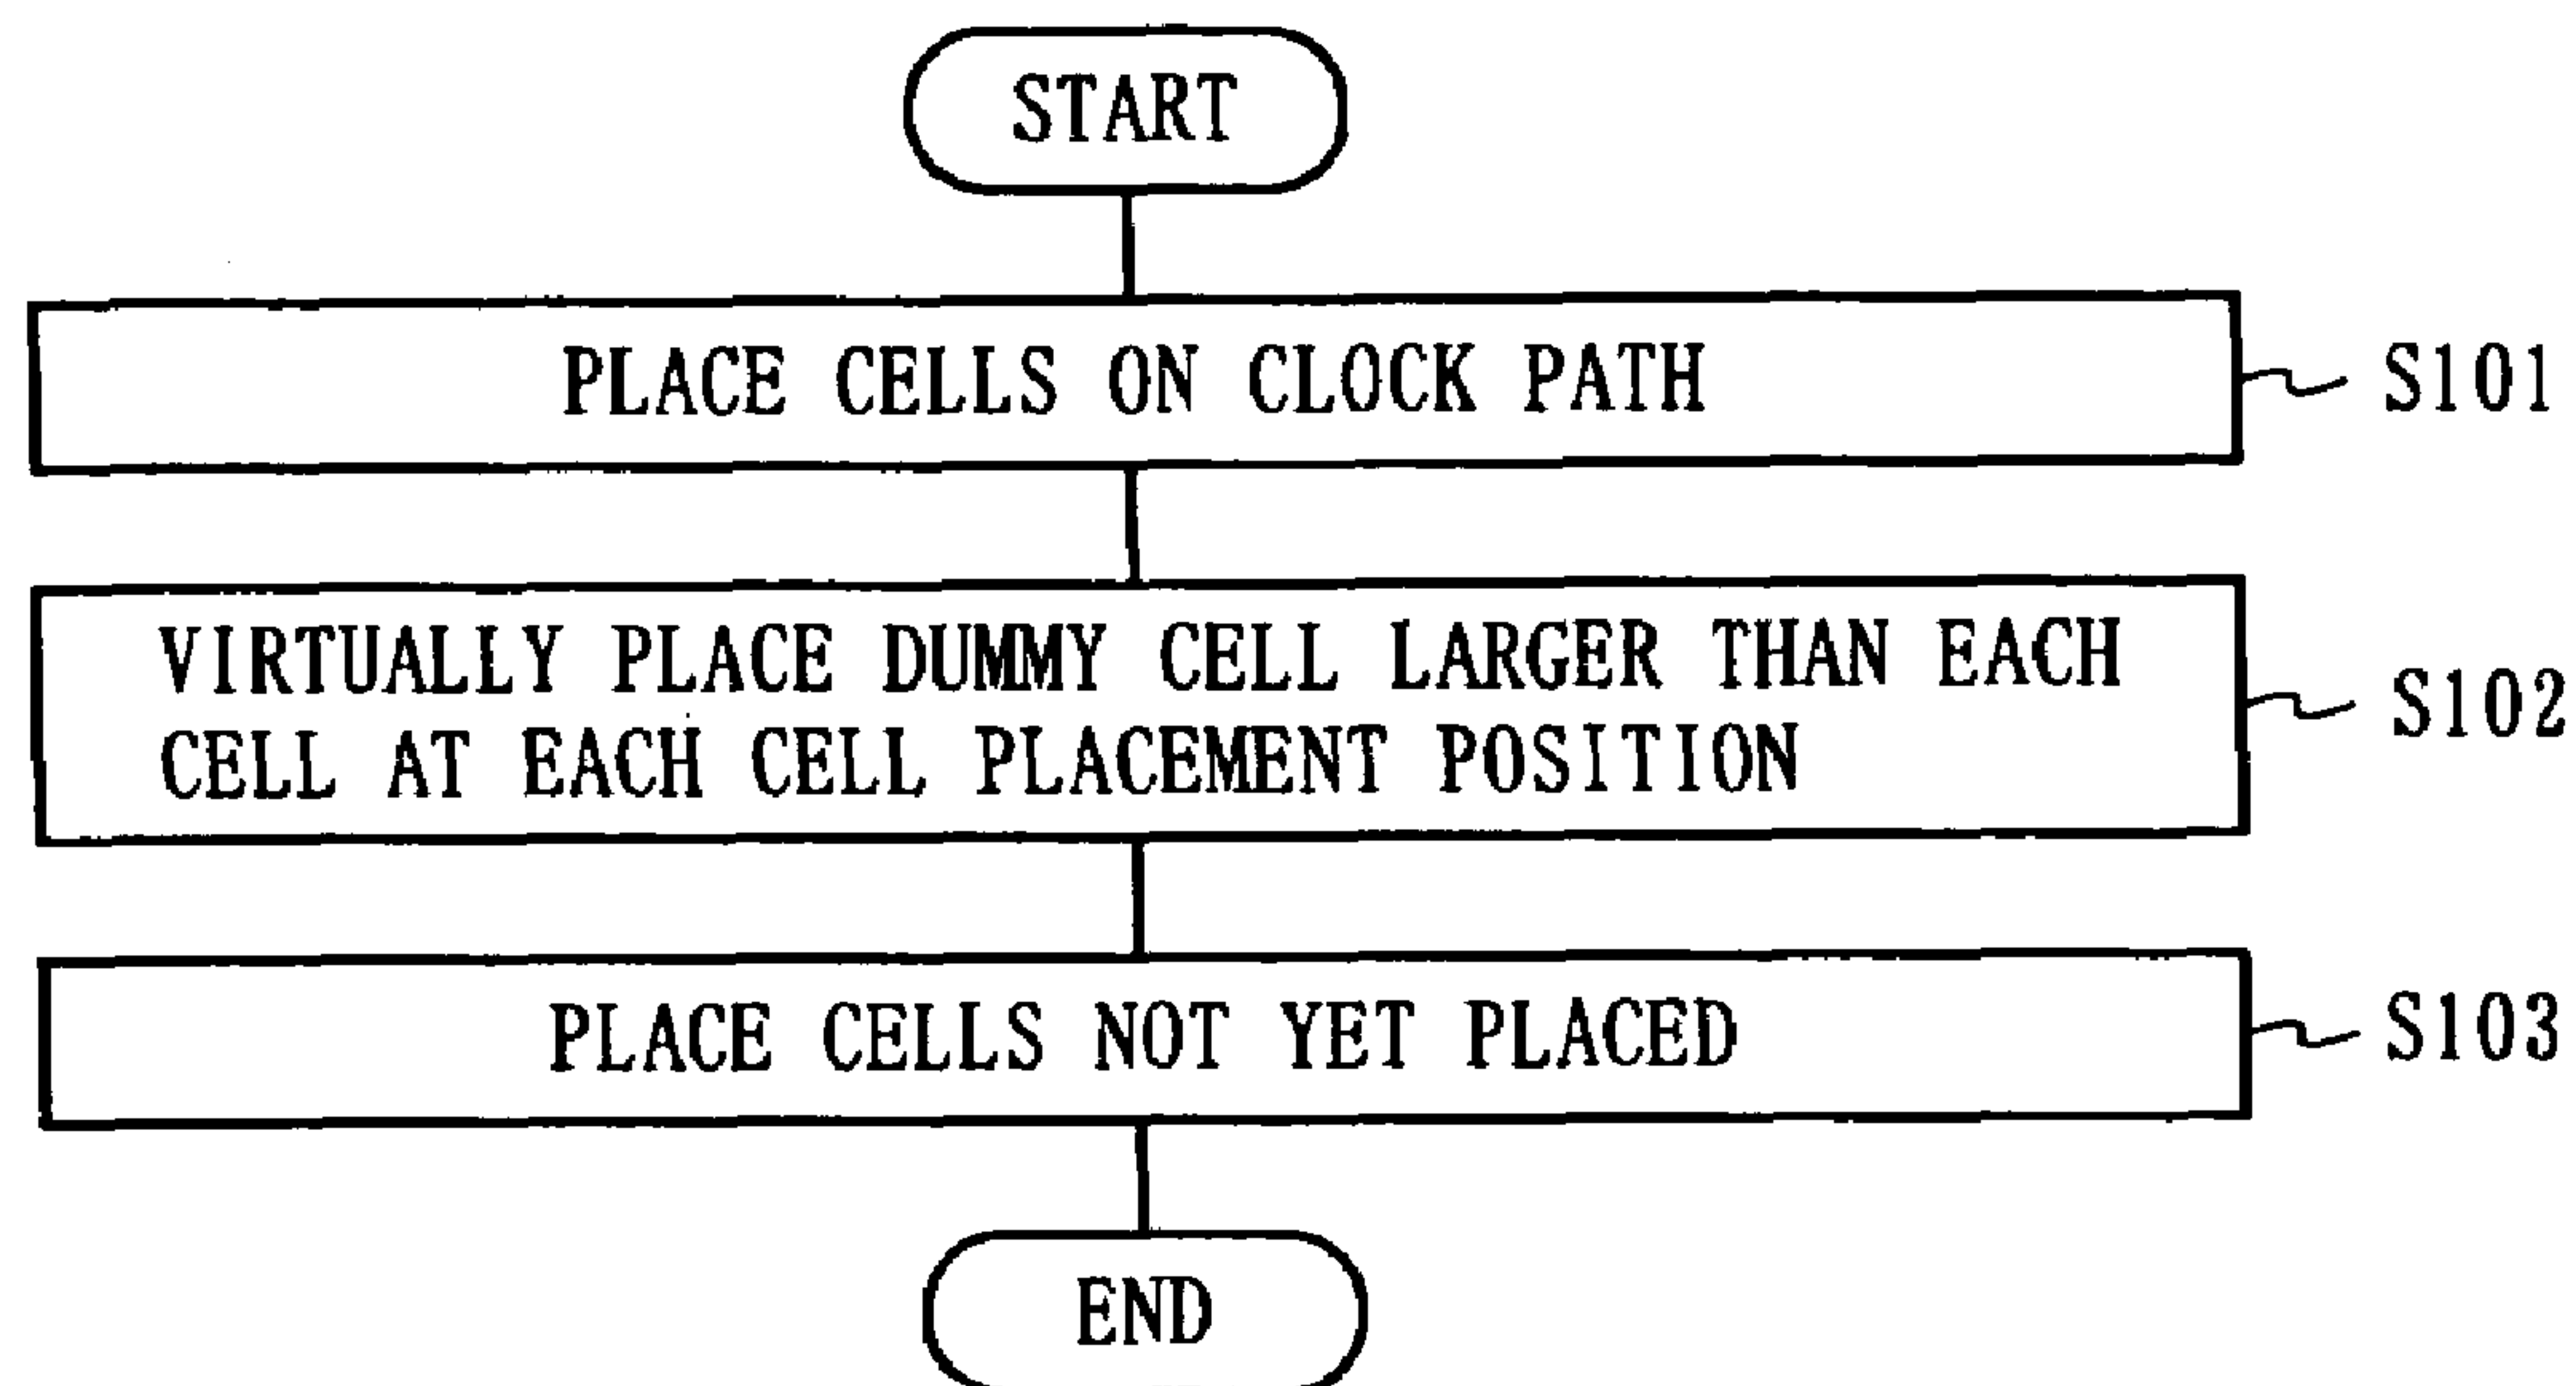 START
PLACE CELLS ON CLOCK PATH
S101
VIRTUALLY PLACE DUMMY CELL LARGER THAN EACH
CELL AT EACH CELL PLACEMENT POSITION
S102
PLACE CELLS NOT YET PLACED
S103
END